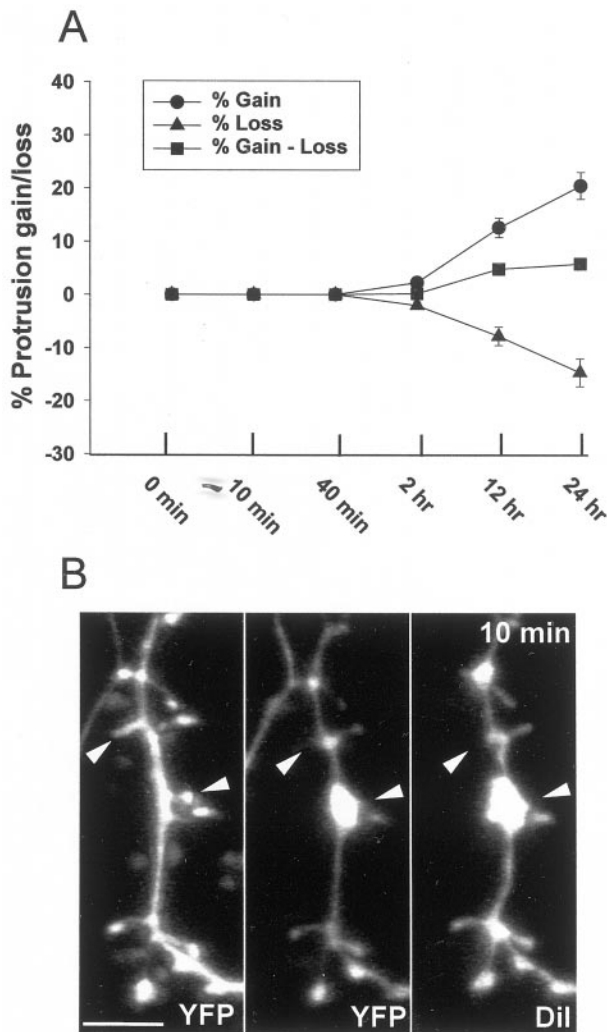 A
% Protrusion gain/loss
40
30
20
10
0
-10
-20
-30
% Gain
% Loss
% Gain - Loss
0 min
10 min
40 min
2 hr
12 hr
24 hr
B
10 min
YFP
YFP
DiI